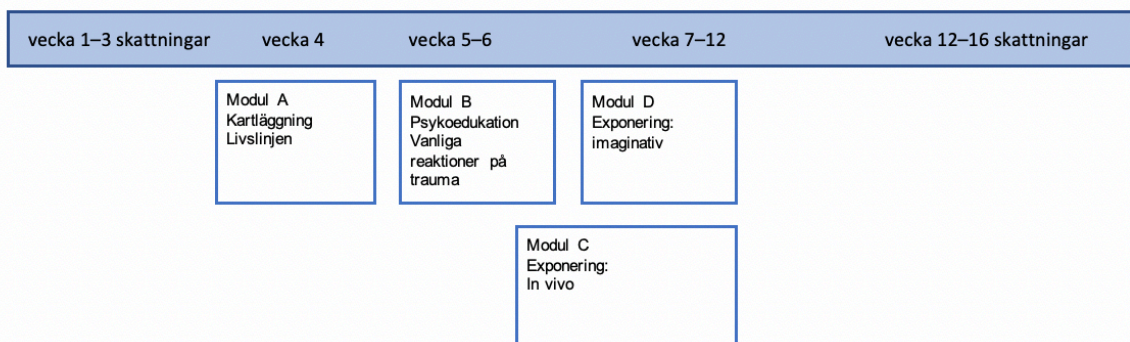 vecka 1–3 skattningar
vecka 4
vecka 5–6
vecka 7–12
vecka 12–16 skattningar
Modul A
Kartläggning
Livslinjen
Modul B
Psykoedukation
Vanliga
reaktioner på
trauma
Modul D
Exponering:
imaginativ
Modul C
Exponering:
In vivo